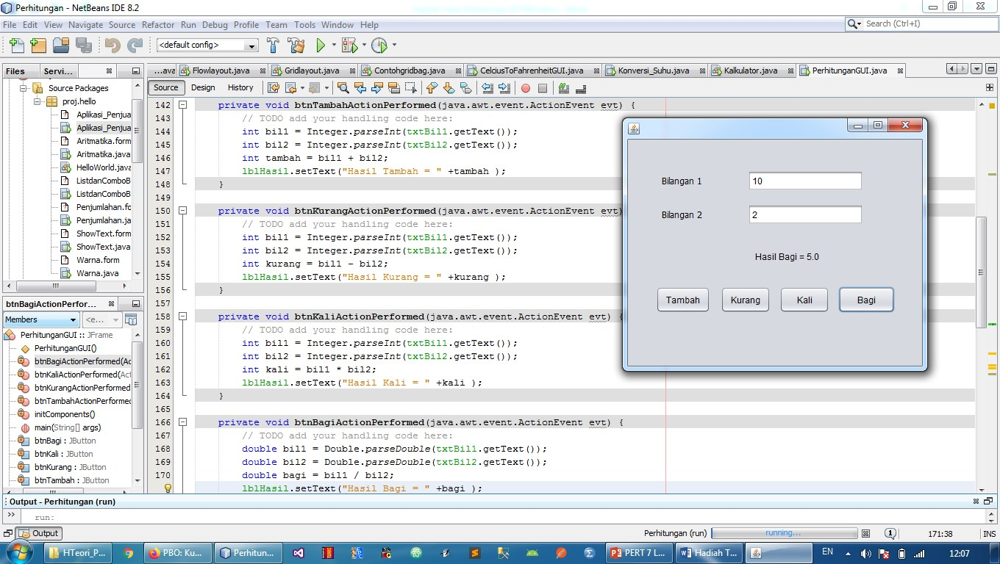 Perhitungan - NetBeans IDE 8.2
File Edit View Navigate Source Refactor Run Debug Profile Team Tools Window Help
Search (Ctrl+I)
<default config>
Files Servi...
...ava Flowlayout.java Gridlayout.java Contohgridbag.java CelciusToFahrenheitGUI.java Konversi_Suhu.java Kalkulator.java PerhitunganGUI.java
Source Design History
Source Packages
proj.hello
Aplikasi_Penjua
Aplikasi_Penjua
Aritmatika.form
Aritmatika.java
HelloWorld.java
ListdanComboB
ListdanComboB
Penjumlahan.fo
Penjumlahan.ja
ShowText.form
ShowText.java
Warna.form
Warna.java
btnBagiActionPerfor...
Members <e...
PerhitunganGUI :: JFrame
PerhitunganGUI()
btnBagiActionPerformed(Ac
btnKaliActionPerformed(Act
btnKurangActionPerformed
btnTambahActionPerformed
initComponents()
main(String[] args)
btnBagi : JButton
btnKali : JButton
btnKurang : JButton
btnTambah : JButton
142 private void btnTambahActionPerformed(java.awt.event.ActionEvent evt) {
143 // TODO add your handling code here:
144 int bil1 = Integer.parseInt(txtBil1.getText());
145 int bil2 = Integer.parseInt(txtBil2.getText());
146 int tambah = bil1 + bil2;
147 lblHasil.setText("Hasil Tambah = " +tambah );
148 }
149
150 private void btnKurangActionPerformed(java.awt.event.ActionEvent evt)
151 // TODO add your handling code here:
152 int bil1 = Integer.parseInt(txtBil1.getText());
153 int bil2 = Integer.parseInt(txtBil2.getText());
154 int kurang = bil1 - bil2;
155 lblHasil.setText("Hasil Kurang = " +kurang );
156 }
157
158 private void btnKaliActionPerformed(java.awt.event.ActionEvent evt) {
159 // TODO add your handling code here:
160 int bil1 = Integer.parseInt(txtBil1.getText());
161 int bil2 = Integer.parseInt(txtBil2.getText());
162 int kali = bil1 * bil2;
163 lblHasil.setText("Hasil Kali = " +kali );
164 }
165
166 private void btnBagiActionPerformed(java.awt.event.ActionEvent evt) {
167 // TODO add your handling code here:
168 double bil1 = Double.parseDouble(txtBil1.getText());
169 double bil2 = Double.parseDouble(txtBil2.getText());
170 double bagi = bil1 / bil2;
lblHasil.setText("Hasil Bagi = " +bagi );
Bilangan 1 10
Bilangan 2 2
Hasil Bagi = 5.0
Tambah Kurang Kali Bagi
Output - Perhitungan (run)
run:
Output
Perhitungan (run) running... 1 171:38 INS
HTeori_P... PBO: Ku... Perhitun... PERT 7 L... Hadiah T... EN 12:07